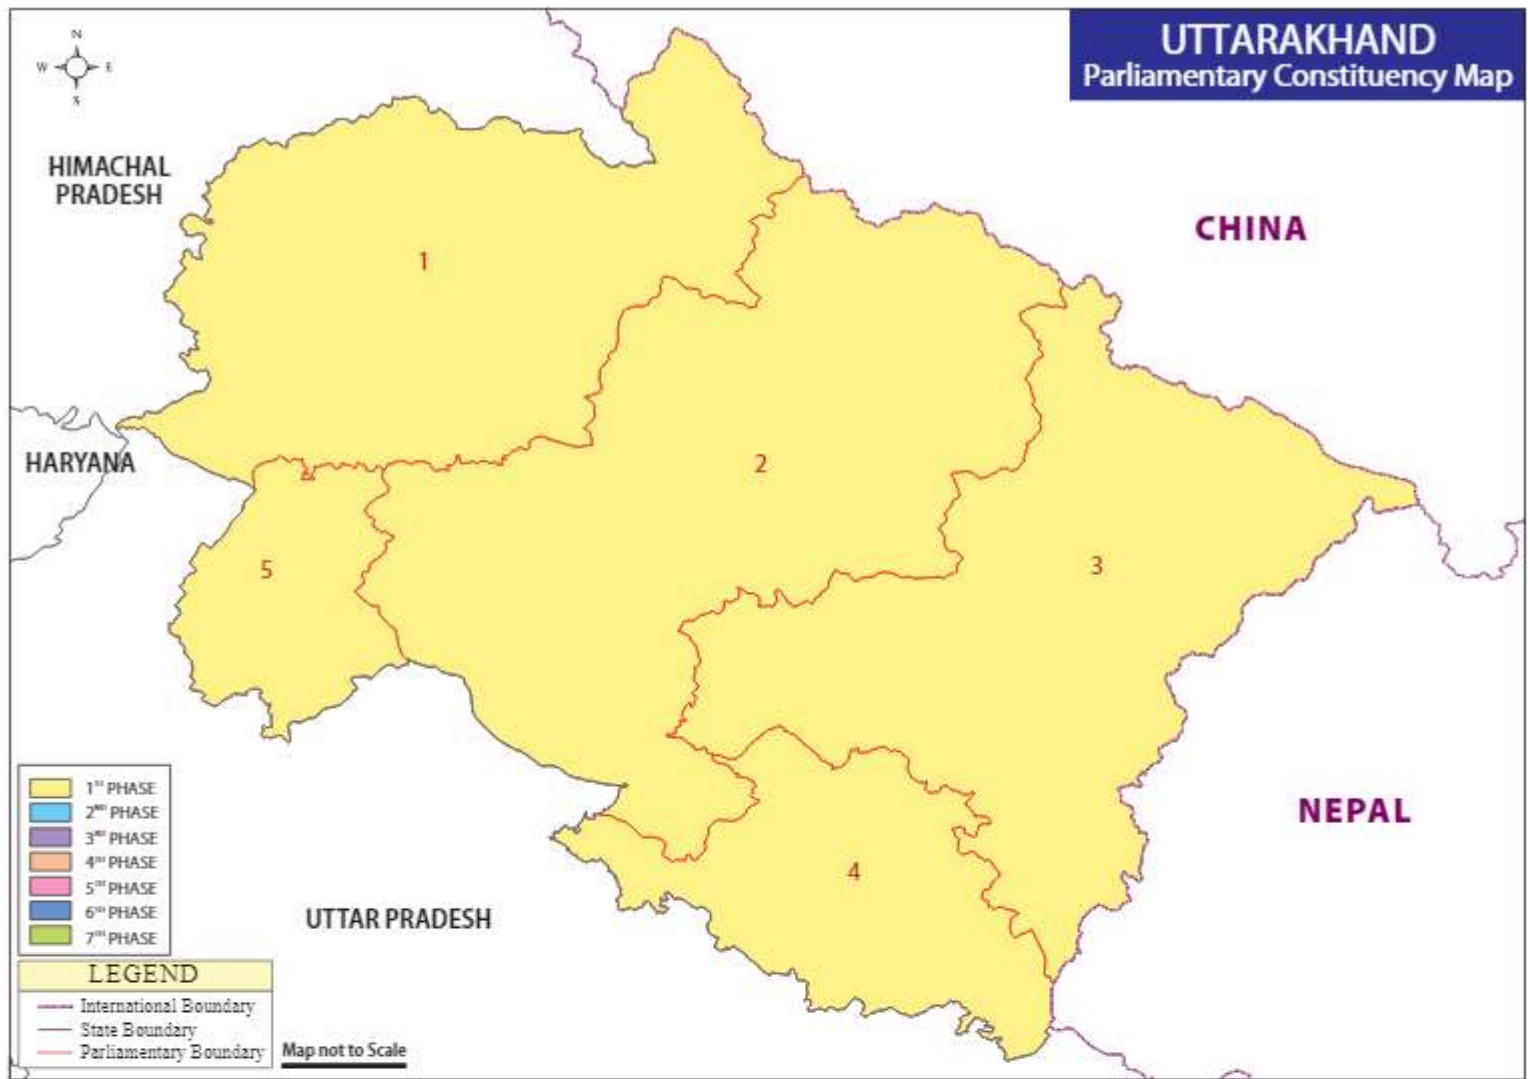 UTTARAKHAND
Parliamentary Constituency Map
N
W E
S
HIMACHAL
PRADESH
CHINA
1
HARYANA
2
3
5
1ST PHASE
2ND PHASE
3RD PHASE
4TH PHASE
5TH PHASE
6TH PHASE
7TH PHASE
NEPAL
4
UTTAR PRADESH
LEGEND
International Boundary
State Boundary
Parliamentary Boundary
Map not to Scale